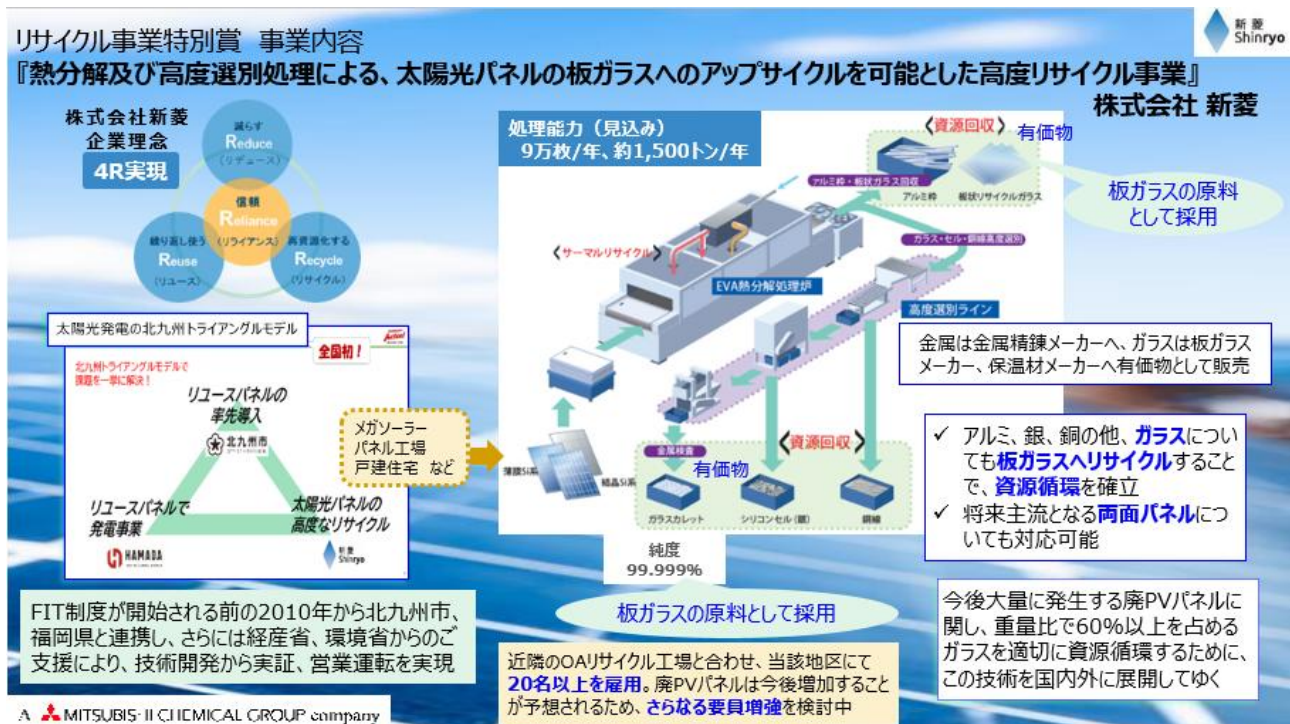 リサイクル事業特別賞 事業内容
『熱分解及び高度選別処理による、太陽光パネルの板ガラスへのアップサイクルを可能とした高度リサイクル事業』
株式会社 新菱
新菱
Shinryo
株式会社新菱
企業理念
4R実現
減らす
Reduce
(リデュース)
信頼
Reliance
(リライアンス)
繰り返し使う
Reuse
(リユース)
再資源化する
Recycle
(リサイクル)
処理能力（見込み）
9万枚/年、約1,500トン/年
〈資源回収〉
有価物
アルミ枠・板状ガラス回収
アルミ枠
板状リサイクルガラス
板ガラスの原料
として採用
ガラス・セル・銅線高度選別
〈サーマルリサイクル〉
EVA熱分解処理炉
高度選別ライン
太陽光発電の北九州トライアングルモデル
全国初！
北九州トライアングルモデルで
課題を一挙に解決！
リユースパネルの
率先導入
北九州市
リユースパネルで
発電事業
HAMADA
太陽光パネルの
高度なリサイクル
新菱
Shinryo
メガソーラー
パネル工場
戸建住宅 など
薄膜Si系
結晶Si系
金属検査
有価物
〈資源回収〉
ガラスカレット
シリコンセル(銀)
銅線
純度
99.999%
板ガラスの原料として採用
金属は金属精錬メーカーへ、ガラスは板ガラス
メーカー、保温材メーカーへ有価物として販売
✓ アルミ、銀、銅の他、ガラスについ
ても板ガラスへリサイクルすること
で、資源循環を確立
✓ 将来主流となる両面パネルにつ
いても対応可能
FIT制度が開始される前の2010年から北九州市、
福岡県と連携し、さらには経産省、環境省からのご
支援により、技術開発から実証、営業運転を実現
近隣のOAリサイクル工場と合わせ、当該地区にて
20名以上を雇用。廃PVパネルは今後増加すること
が予想されるため、さらなる要員増強を検討中
今後大量に発生する廃PVパネルに
関し、重量比で60%以上を占める
ガラスを適切に資源循環するために、
この技術を国内外に展開してゆく
A MITSUBISHI CHEMICAL GROUP company